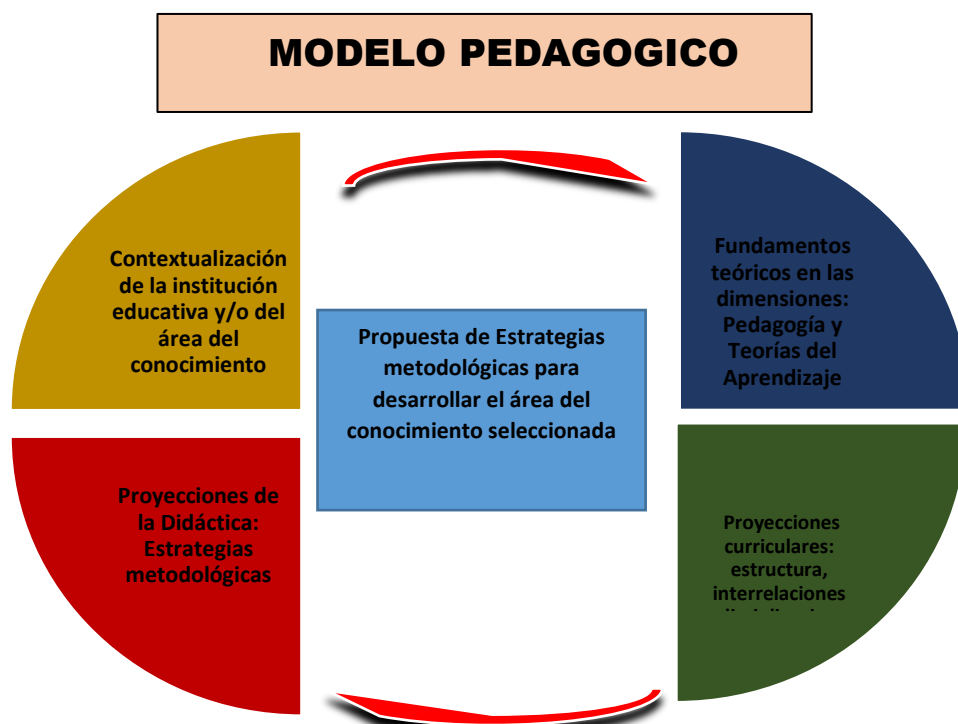 MODELO PEDAGOGICO
Contextualización
de la institución
educativa y/o del
área del
conocimiento
Fundamentos
teóricos en las
dimensiones:
Pedagogía y
Teorías del
Aprendizaje
Propuesta de Estrategias
metodológicas para
desarrollar el área del
conocimiento seleccionada
Proyecciones de
la Didáctica:
Estrategias
metodológicas
Proyecciones
curriculares:
estructura,
interrelaciones